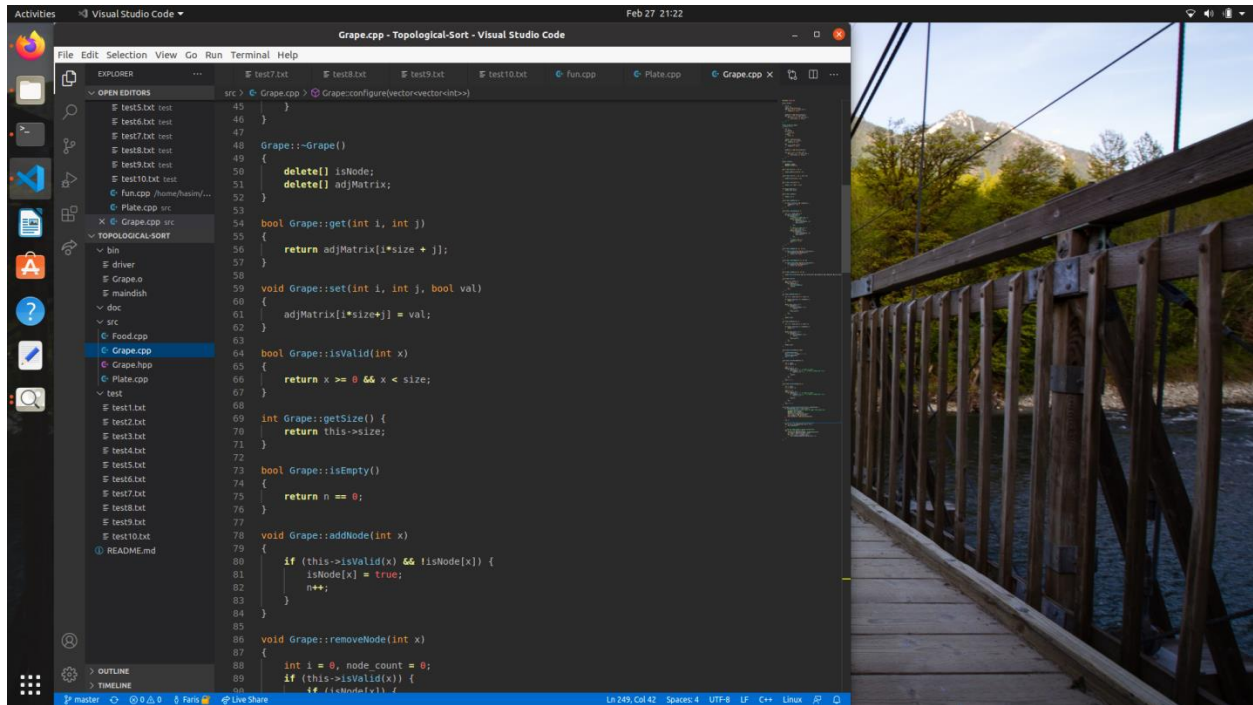 Activities
Visual Studio Code
Feb 27 21:22
Grape.cpp - Topological-Sort - Visual Studio Code
File Edit Selection View Go Run Terminal Help
EXPLORER
test7.txt test8.txt test9.txt test10.txt fun.cpp Plate.cpp Grape.cpp
OPEN EDITORS
test5.txt test
test6.txt test
test7.txt test
test8.txt test
test9.txt test
test10.txt test
fun.cpp /home/hasim/...
Plate.cpp src
Grape.cpp src
TOPOLOGICAL-SORT
bin
driver
Grape.o
maindish
doc
src
Food.cpp
Grape.cpp
Grape.hpp
Plate.cpp
test
test1.txt
test2.txt
test3.txt
test4.txt
test5.txt
test6.txt
test7.txt
test8.txt
test9.txt
test10.txt
README.md
OUTLINE
TIMELINE
src > Grape.cpp > Grape::configure(vector<vector<int>>)
45 }
46 }
47
48 Grape::~Grape()
49 {
50 delete[] isNode;
51 delete[] adjMatrix;
52 }
53
54 bool Grape::get(int i, int j)
55 {
56 return adjMatrix[i*size + j];
57 }
58
59 void Grape::set(int i, int j, bool val)
60 {
61 adjMatrix[i*size+j] = val;
62 }
63
64 bool Grape::isValid(int x)
65 {
66 return x >= 0 && x < size;
67 }
68
69 int Grape::getSize() {
70 return this->size;
71 }
72
73 bool Grape::isEmpty()
74 {
75 return n == 0;
76 }
77
78 void Grape::addNode(int x)
79 {
80 if (this->isValid(x) && !isNode[x]) {
81 isNode[x] = true;
82 n++;
83 }
84 }
85
86 void Grape::removeNode(int x)
87 {
88 int i = 0, node_count = 0;
89 if (this->isValid(x)) {
90 if (isNode[x]) {
master 0 0 Faris Live Share
Ln 249, Col 42 Spaces: 4 UTF-8 LF C++ Linux